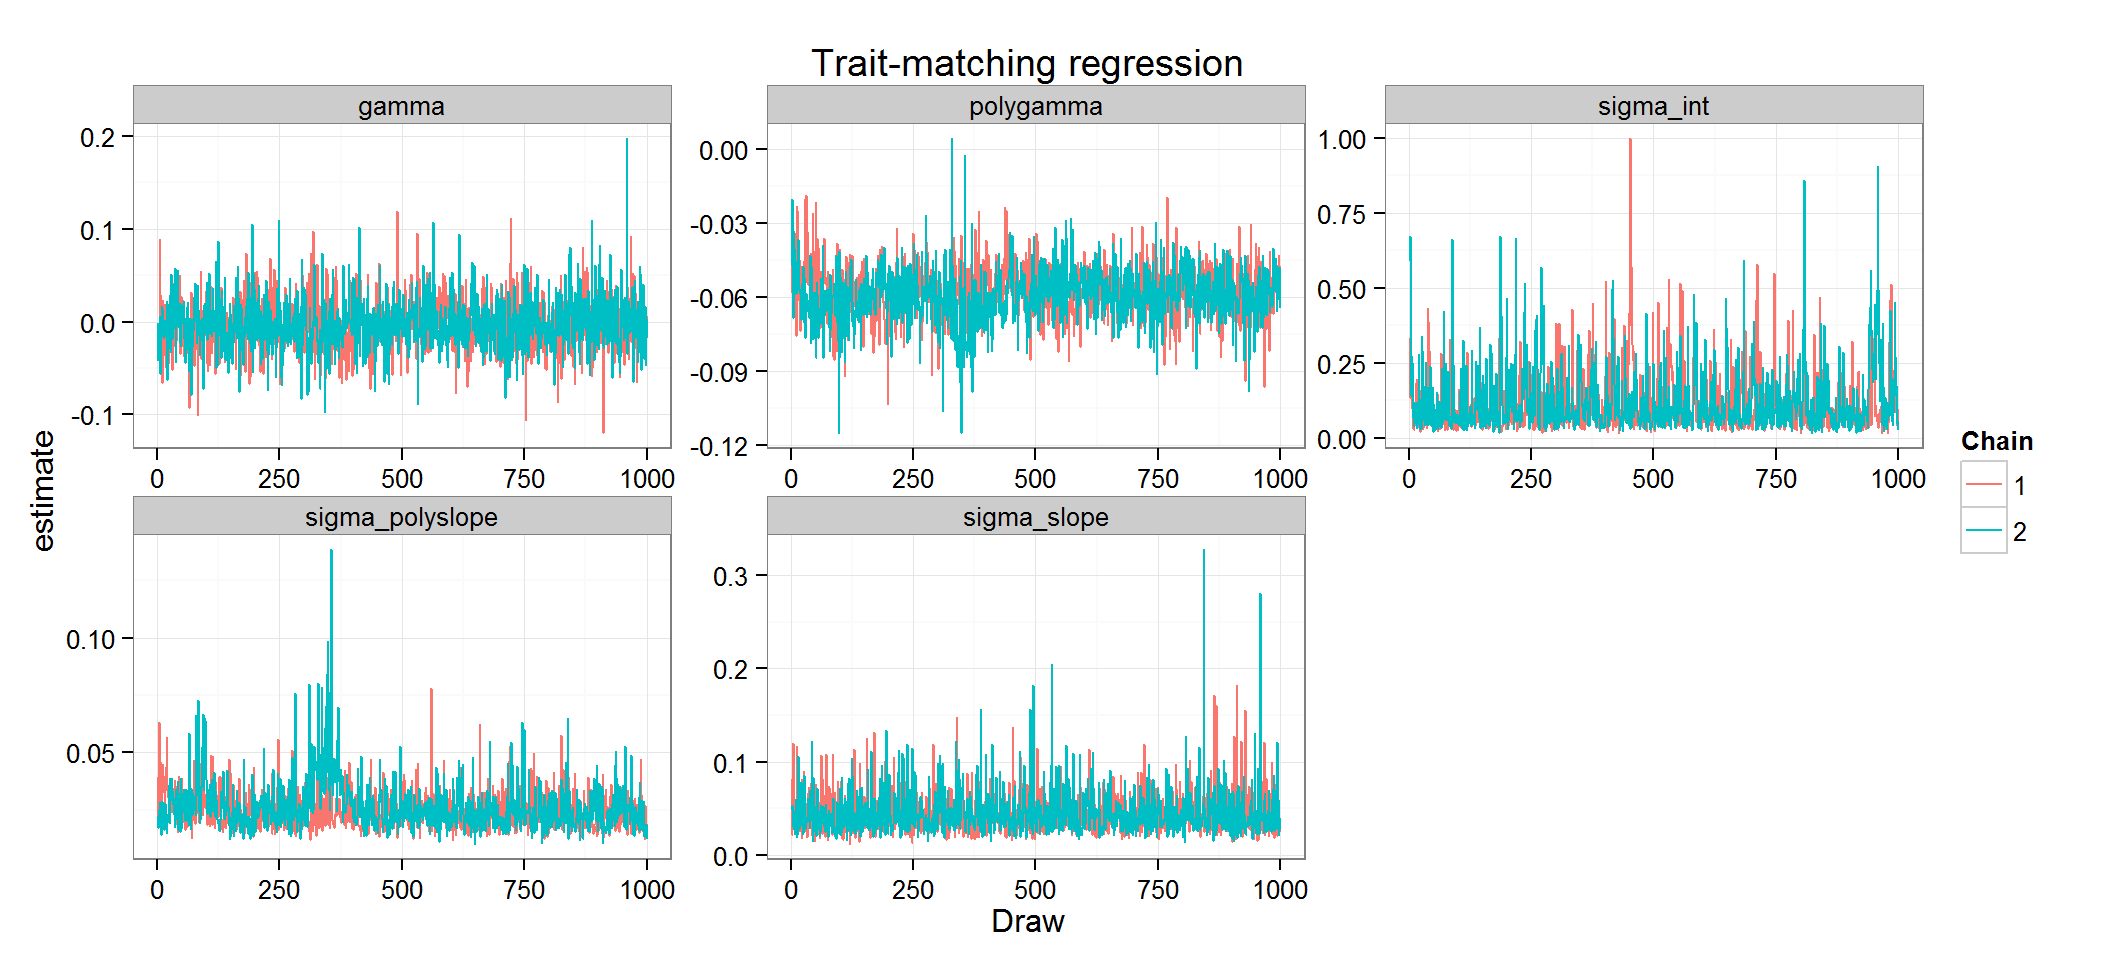 Trait-matching regression
gamma
polygamma
sigma_int
0.2
0.1
0.0
-0.1
0.00
-0.03
-0.06
-0.09
-0.12
1.00
0.75
0.50
0.25
0.00
0 250 500 750 1000
0 250 500 750 1000
0 250 500 750 1000
estimate
Chain
1
2
sigma_polyslope
sigma_slope
0.10
0.05
0.3
0.2
0.1
0.0
0 250 500 750 1000
0 250 500 750 1000
Draw